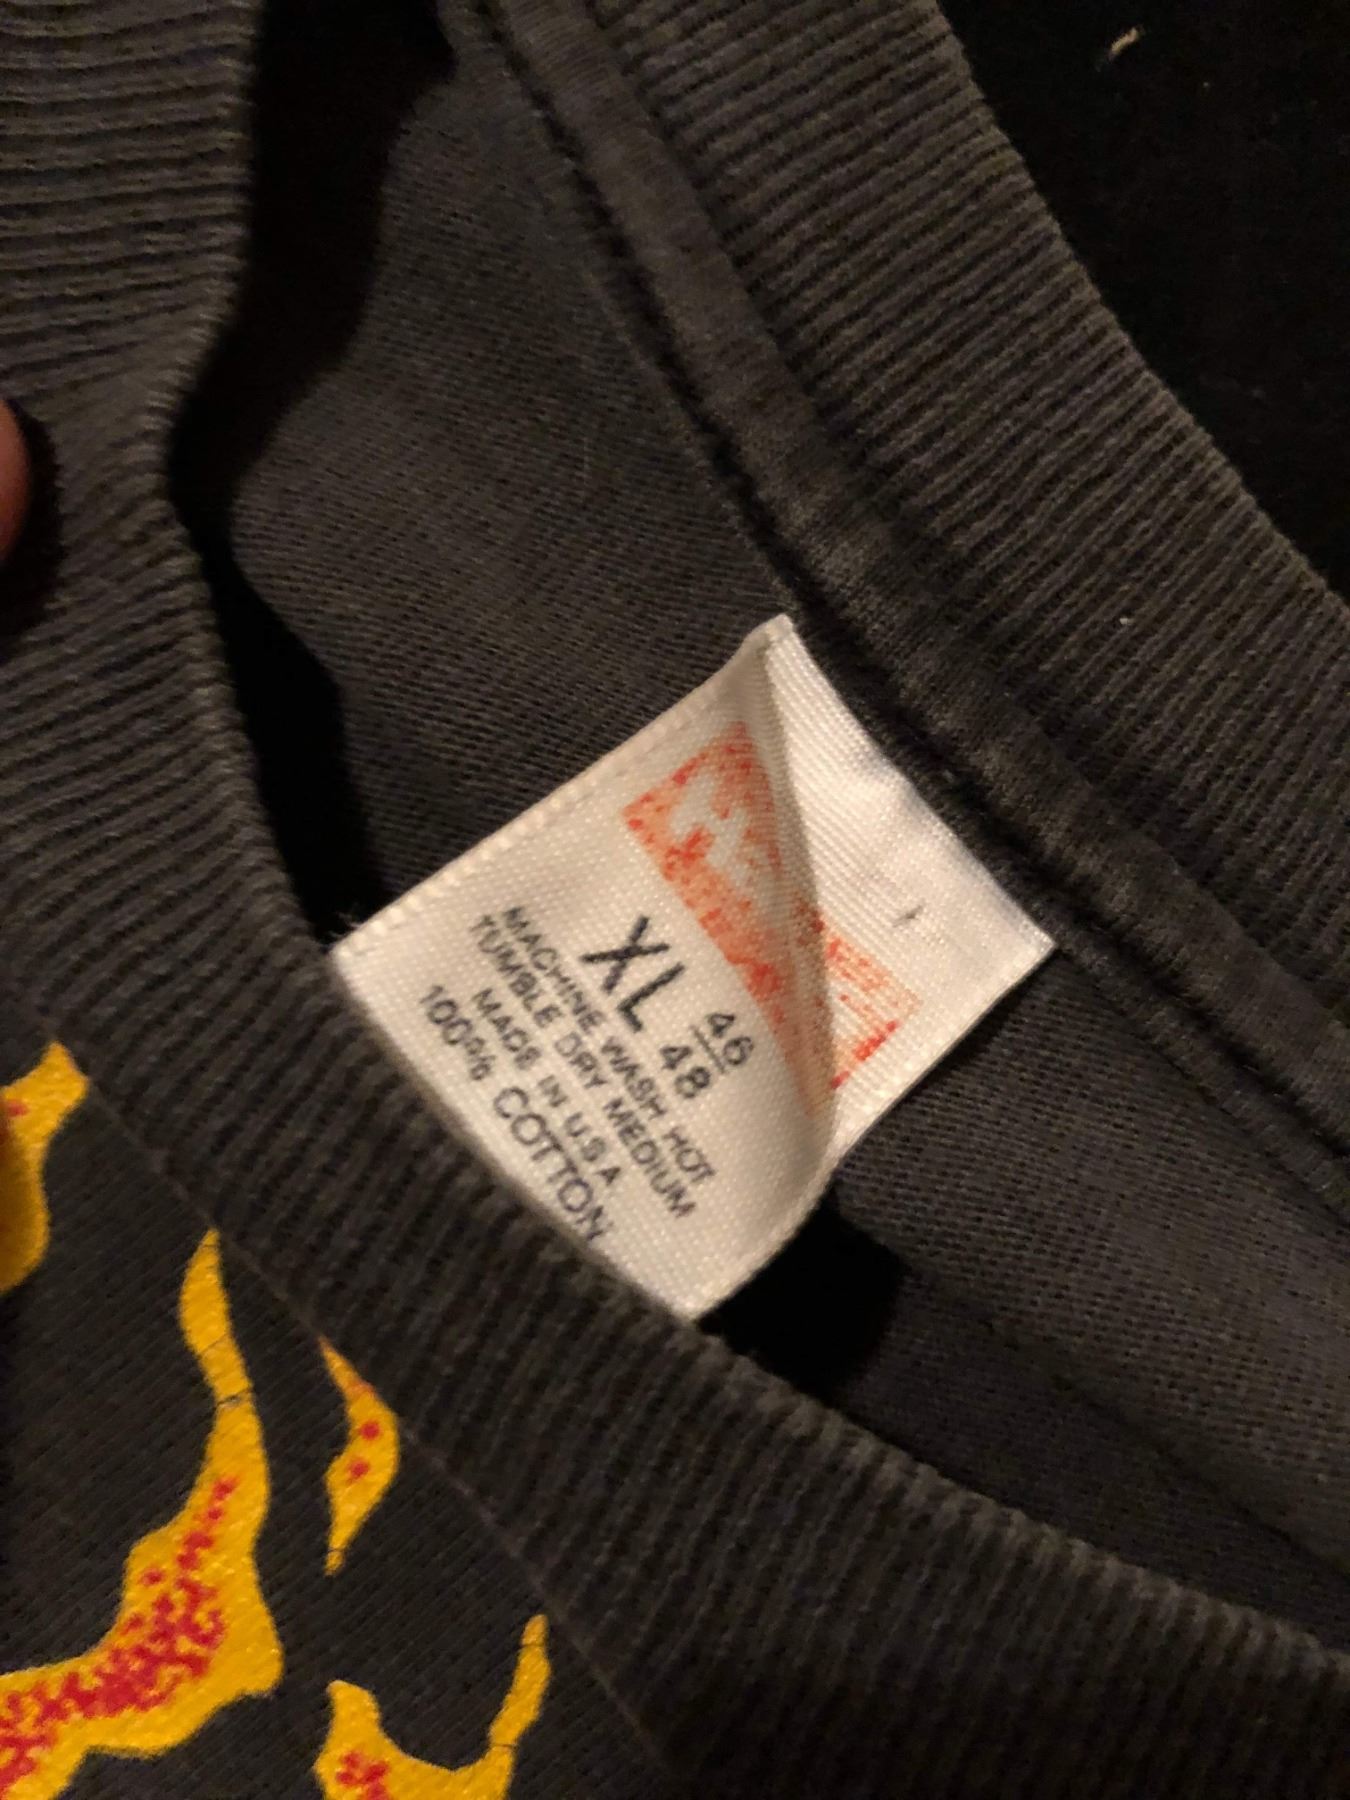 XL 46
48
MACHINE WASH HOT
TUMBLE DRY MEDIUM
MADE IN U.S.A
100% COTTON